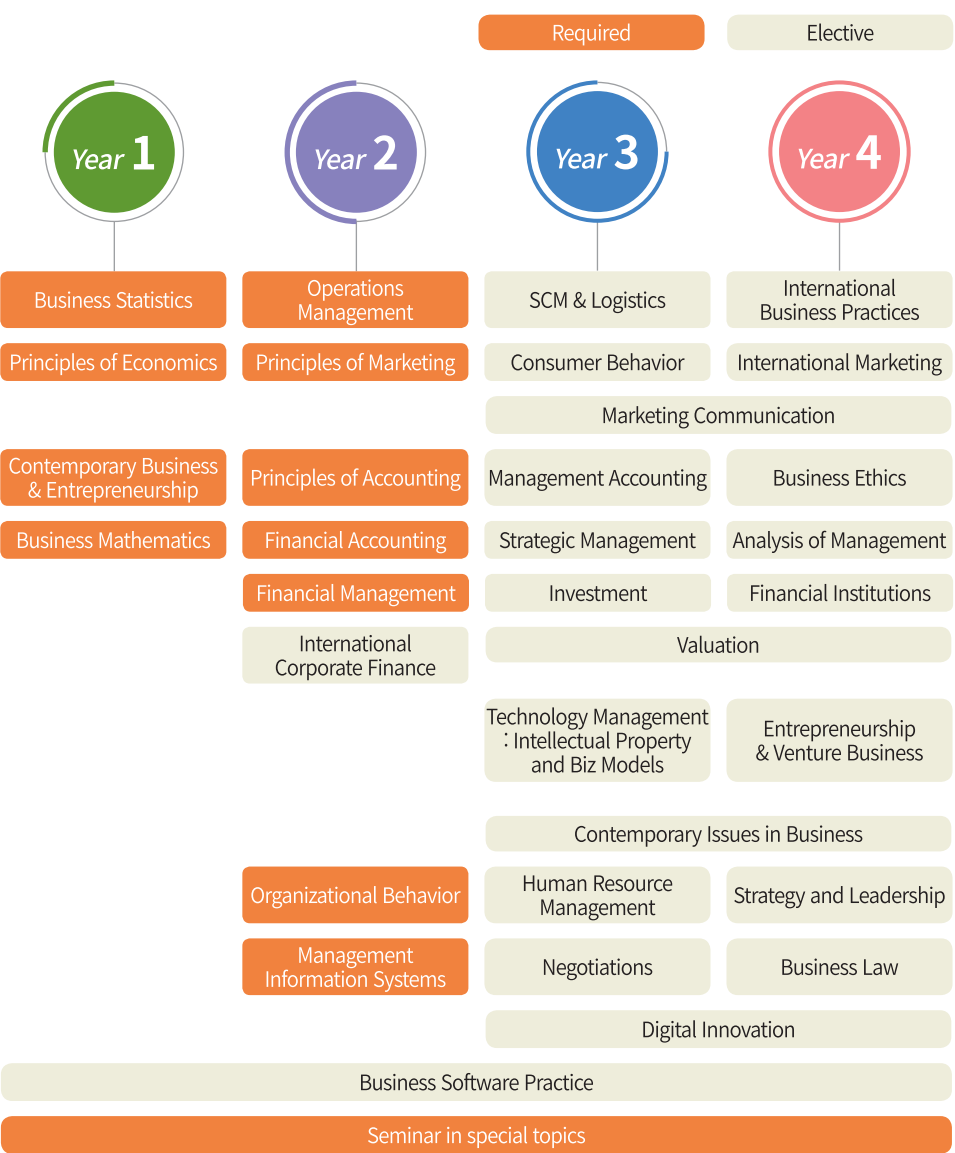 Required
Elective
Year 1
Year 2
Year 3
Year 4
Business Statistics
Operations
Management
SCM & Logistics
International
Business Practices
Principles of Economics
Principles of Marketing
Consumer Behavior
International Marketing
Marketing Communication
Contemporary Business
& Entrepreneurship
Principles of Accounting
Management Accounting
Business Ethics
Business Mathematics
Financial Accounting
Strategic Management
Analysis of Management
Financial Management
Investment
Financial Institutions
International
Corporate Finance
Valuation
Technology Management
: Intellectual Property
and Biz Models
Entrepreneurship
& Venture Business
Contemporary Issues in Business
Organizational Behavior
Human Resource
Management
Strategy and Leadership
Management
Information Systems
Negotiations
Business Law
Digital Innovation
Business Software Practice
Seminar in special topics